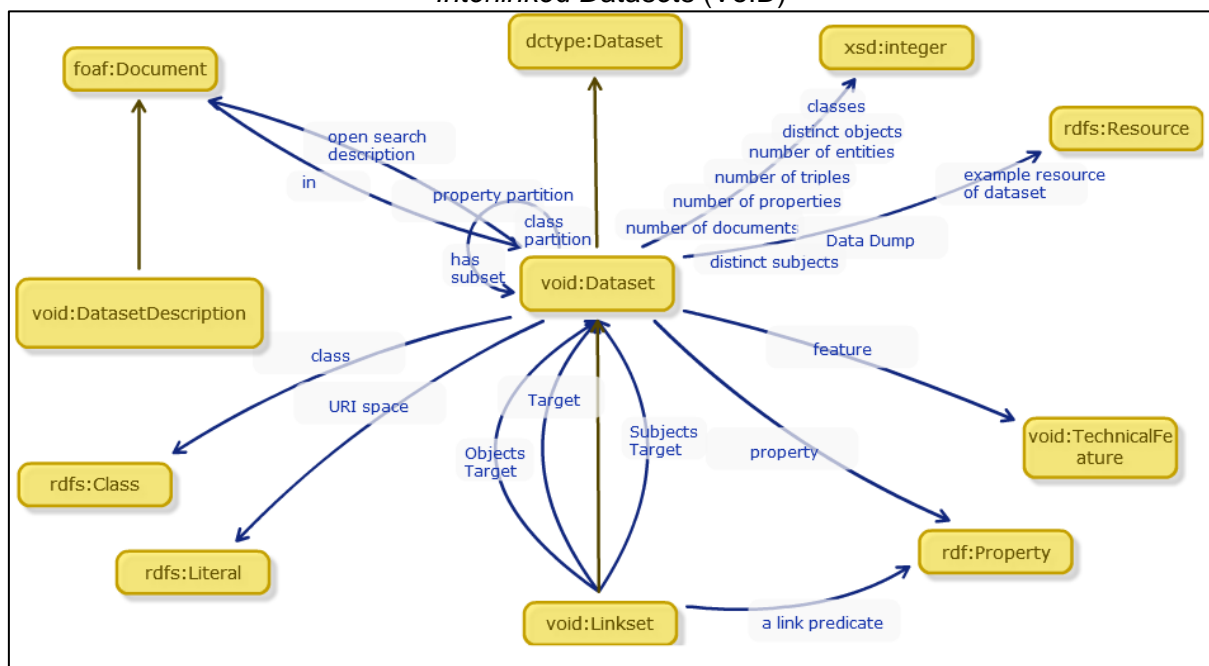 Interlinked Datasets (VoID)
dctype:Dataset
xsd:integer
foaf:Document
classes
rdfs:Resource
open search
description
distinct objects
number of entities
in
number of triples
example resource
of dataset
property partition
number of properties
class
partition
number of documents
Data Dump
has
subset
distinct subjects
void:Dataset
void:DatasetDescription
class
feature
URI space
Target
Objects
Target
Subjects
Target
property
void:TechnicalFe
ature
rdfs:Class
rdf:Property
rdfs:Literal
void:Linkset
a link predicate